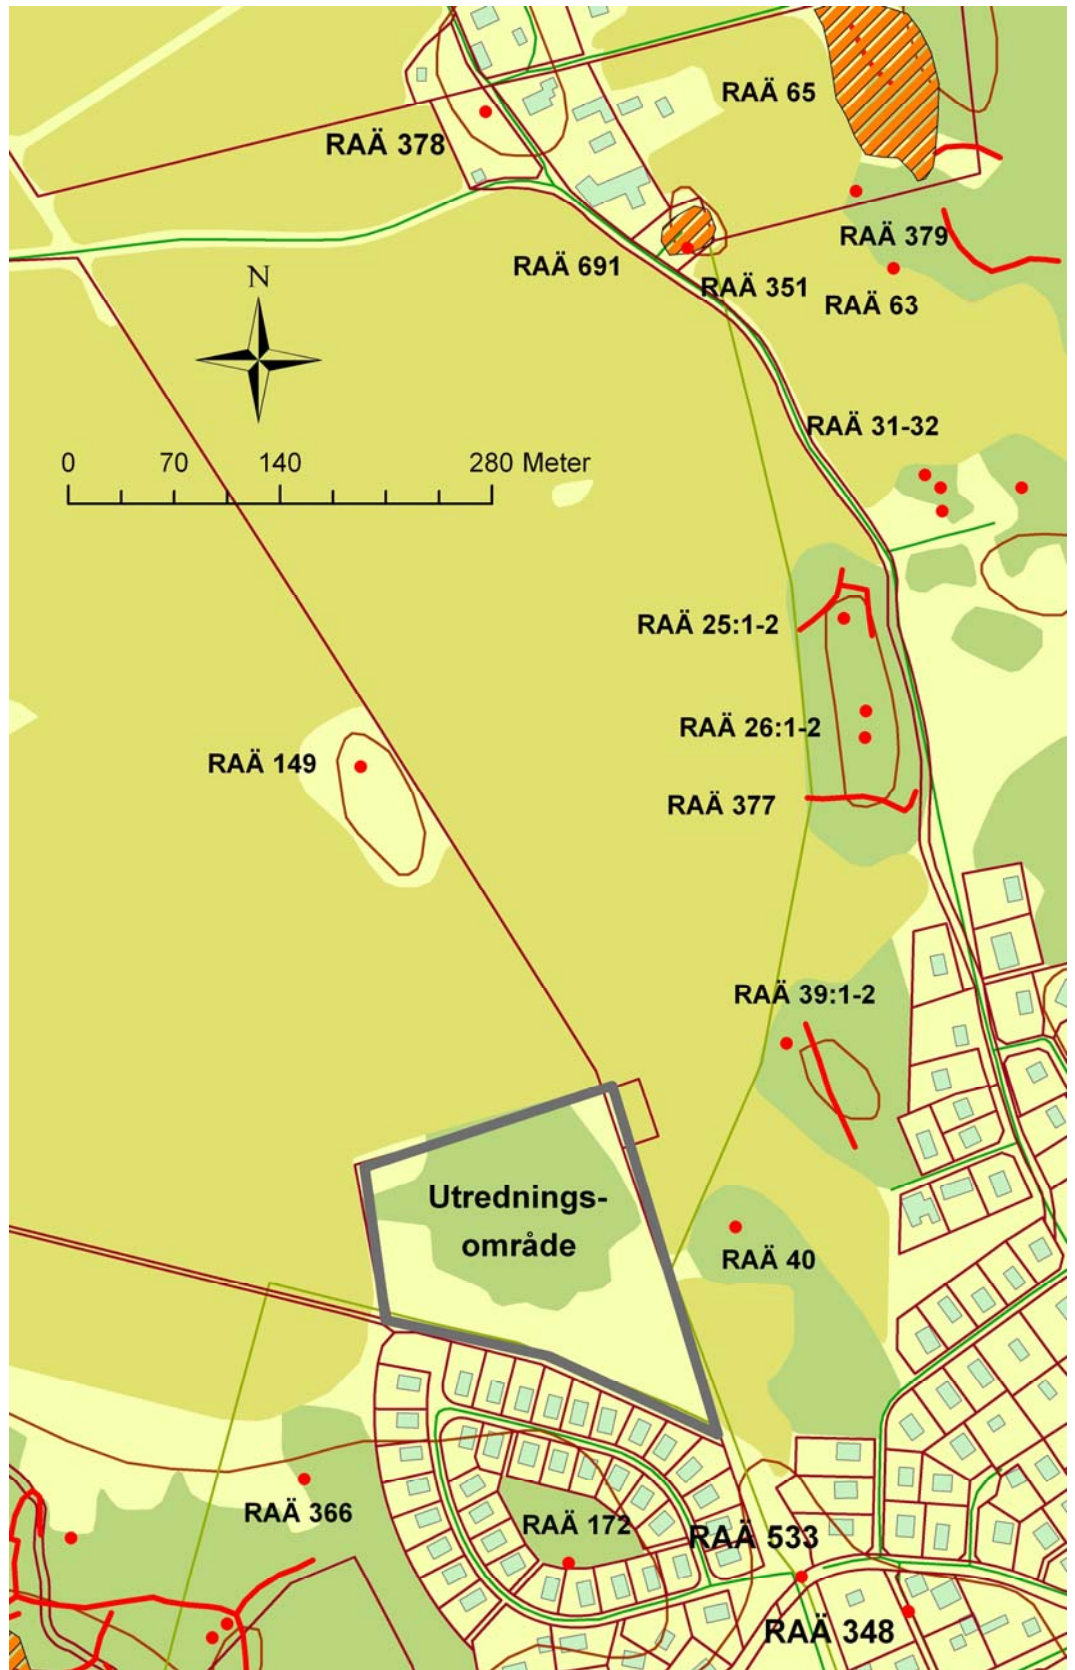 RAÄ 65
RAÄ 378
RAÄ 379
RAÄ 691
RAÄ 351
RAÄ 63
N
RAÄ 31-32
0 70 140 280 Meter
RAÄ 25:1-2
RAÄ 26:1-2
RAÄ 149
RAÄ 377
RAÄ 39:1-2
Utrednings-
område
RAÄ 40
RAÄ 366
RAÄ 172
RAÄ 533
RAÄ 348